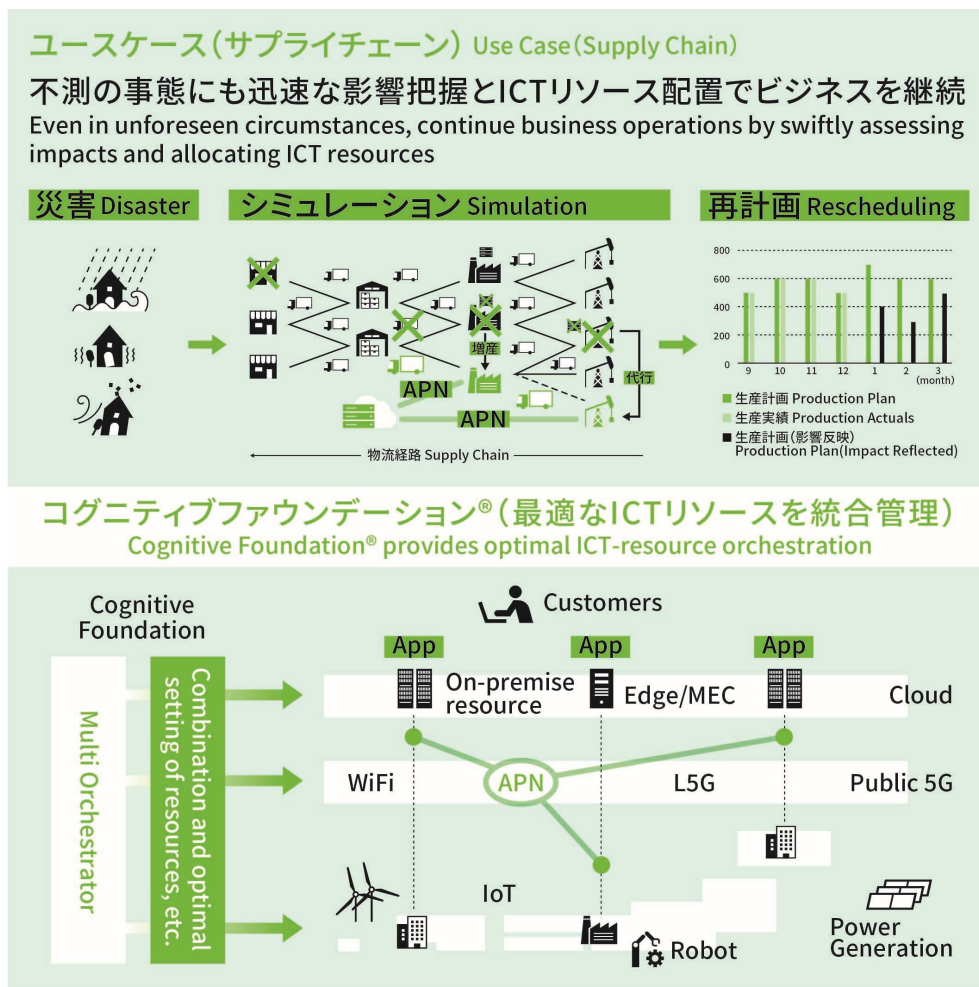 ユースケース(サプライチェーン) Use Case(Supply Chain)
不測の事態にも迅速な影響把握とICTリソース配置でビジネスを継続
Even in unforeseen circumstances, continue business operations by swiftly assessing
impacts and allocating ICT resources
災害 Disaster
シミュレーション Simulation
再計画 Rescheduling
増産
代行
APN
APN
物流経路 Supply Chain
800
600
400
200
0
9 10 11 12 1 2 3
(month)
生産計画 Production Plan
生産実績 Production Actuals
生産計画(影響反映)
Production Plan(Impact Reflected)
コグニティブファウンデーション®(最適なICTリソースを統合管理)
Cognitive Foundation® provides optimal ICT-resource orchestration
Cognitive
Foundation
Multi Orchestrator
Combination and optimal
setting of resources, etc.
Customers
App
App
App
On-premise
resource
Edge/MEC
Cloud
WiFi
APN
L5G
Public 5G
IoT
Robot
Power
Generation